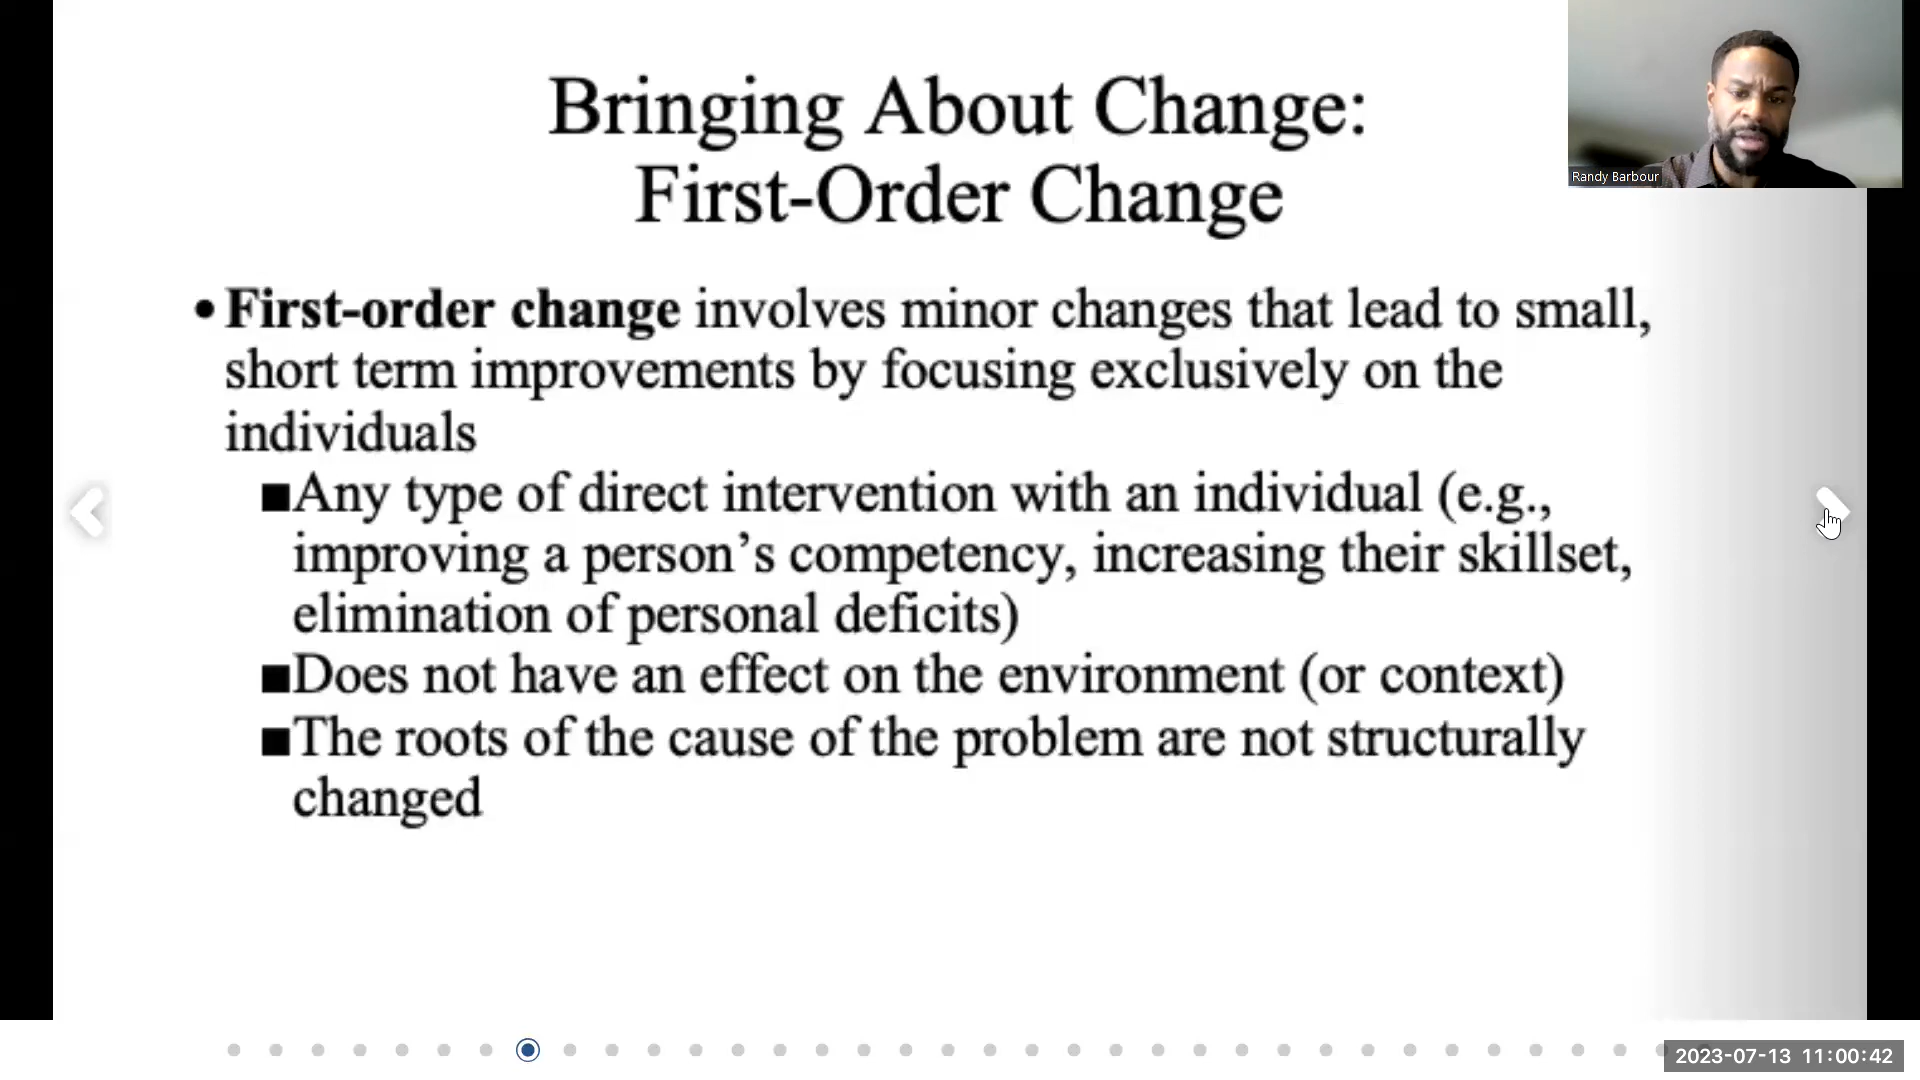 Bringing About Change:
First-Order Change
Randy Barbour
• First-order change involves minor changes that lead to small,
short term improvements by focusing exclusively on the
individuals
■Any type of direct intervention with an individual (e.g.,
improving a person’s competency, increasing their skillset,
elimination of personal deficits)
■Does not have an effect on the environment (or context)
■The roots of the cause of the problem are not structurally
changed
2023-07-13 11:00:42